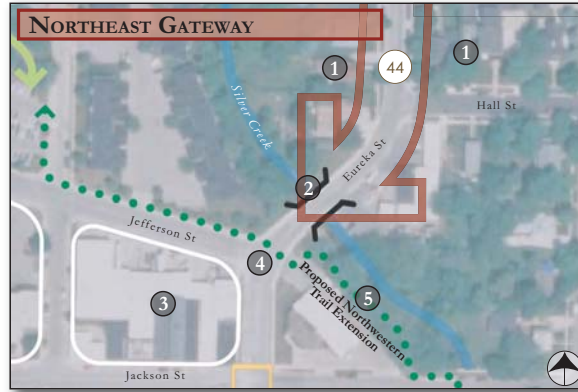 NORTHEAST GATEWAY
1
44
1
Hall St
Silver Creek
Eureka St
2
Jefferson St
4
Proposed Northwestern
Trail Extension
3
5
Jackson St